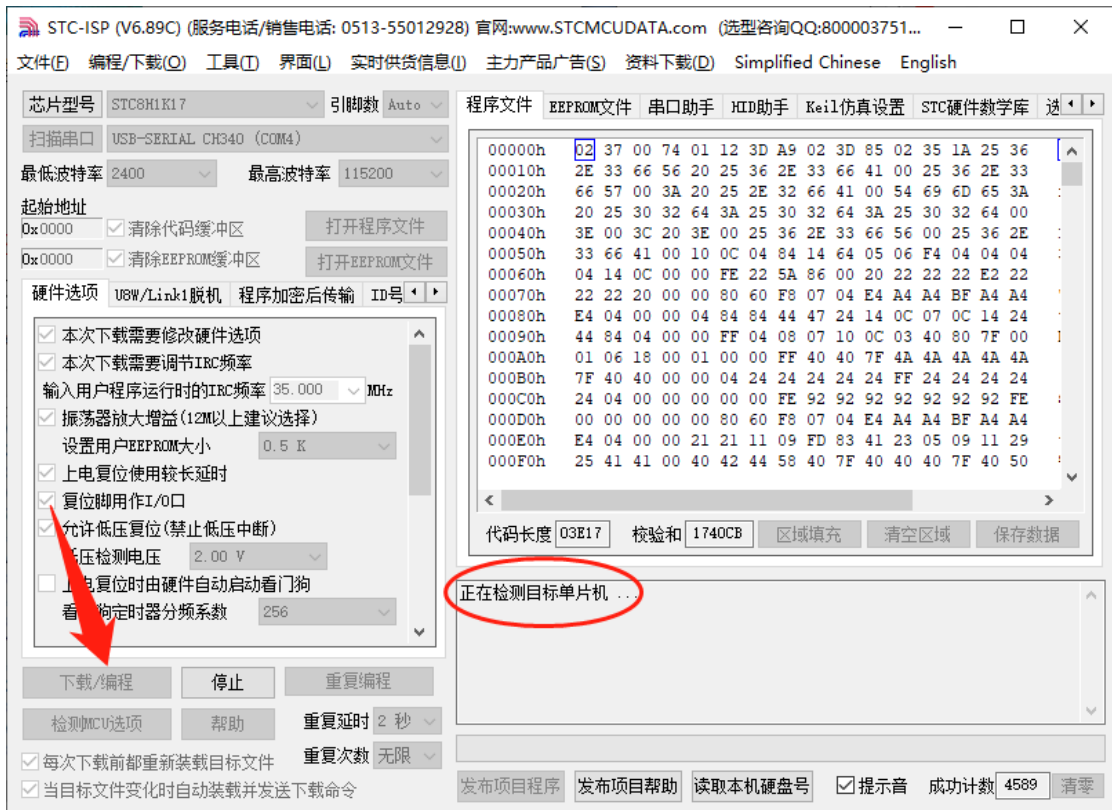 STC-ISP (V6.89C) (服务电话/销售电话: 0513-55012928) 官网:www.STCMCUDATA.com (选型咨询QQ:800003751...
文件(F) 编程/下载(O) 工具(T) 界面(L) 实时供货信息(I) 主力产品广告(S) 资料下载(D) Simplified Chinese English
芯片型号 STC8H1K17 引脚数 Auto
扫描串口 USB-SERIAL CH340 (COM4)
最低波特率 2400 最高波特率 115200
起始地址
0x0000 清除代码缓冲区 打开程序文件
0x0000 清除EEPROM缓冲区 打开EEPROM文件
硬件选项 U8W/Link1脱机 程序加密后传输 ID号
本次下载需要修改硬件选项
本次下载需要调节IRC频率
输入用户程序运行时的IRC频率 35.000 MHz
振荡器放大增益(12M以上建议选择)
设置用户EEPROM大小 0.5 K
上电复位使用较长延时
复位脚用作I/O口
允许低压复位(禁止低压中断)
低压检测电压 2.00 V
上电复位时由硬件自动启动看门狗
看门狗定时器分频系数 256
下载/编程 停止 重复编程
检测MCU选项 帮助 重复延时 2 秒
每次下载前都重新装载目标文件 重复次数 无限
当目标文件变化时自动装载并发送下载命令
程序文件 EEPROM文件 串口助手 HID助手 Keil仿真设置 STC硬件数学库 选
00000h 02 37 00 74 01 12 3D A9 02 3D 85 02 35 1A 25 36
00010h 2E 33 66 56 20 25 36 2E 33 66 41 00 25 36 2E 33
00020h 66 57 00 3A 20 25 2E 32 66 41 00 54 69 6D 65 3A
00030h 20 25 30 32 64 3A 25 30 32 64 3A 25 30 32 64 00
00040h 3E 00 3C 20 3E 00 25 36 2E 33 66 56 00 25 36 2E
00050h 33 66 41 00 10 0C 04 84 14 64 05 06 F4 04 04 04
00060h 04 14 0C 00 00 FE 22 5A 86 00 20 22 22 22 E2 22
00070h 22 22 20 00 00 80 60 F8 07 04 E4 A4 A4 BF A4 A4
00080h E4 04 00 00 04 84 84 44 47 24 14 0C 07 0C 14 24
00090h 44 84 04 00 00 FF 04 08 07 10 0C 03 40 80 7F 00
000A0h 01 06 18 00 01 00 00 FF 40 40 7F 4A 4A 4A 4A 4A
000B0h 7F 40 40 00 00 04 24 24 24 24 24 FF 24 24 24 24
000C0h 24 04 00 00 00 00 00 FE 92 92 92 92 92 92 92 FE
000D0h 00 00 00 00 00 80 60 F8 07 04 E4 A4 A4 BF A4 A4
000E0h E4 04 00 00 21 21 11 09 FD 83 41 23 05 09 11 29
000F0h 25 41 41 00 40 42 44 58 40 7F 40 40 40 7F 40 50
代码长度 03E17 校验和 1740CB 区域填充 清空区域 保存数据
正在检测目标单片机 ...
发布项目程序 发布项目帮助 读取本机硬盘号 提示音 成功计数 4589 清零